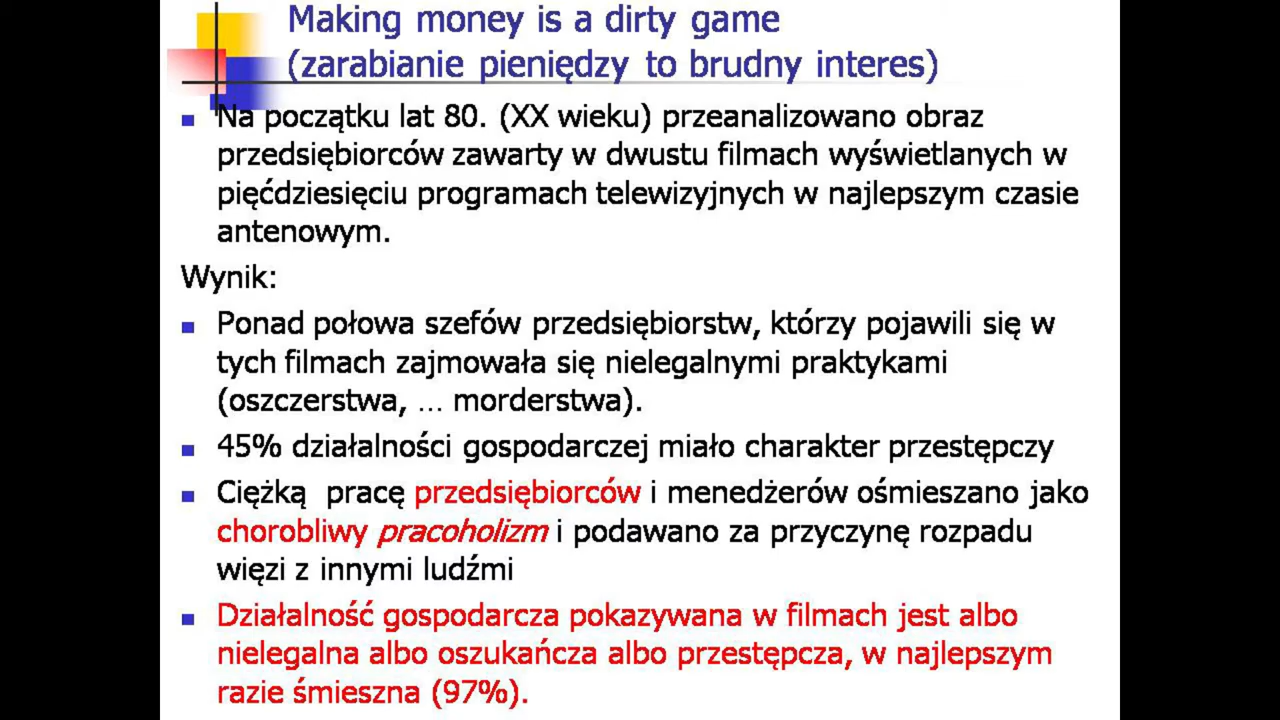 Making money is a dirty game
(zarabianie pieniędzy to brudny interes)
Na początku lat 80. (XX wieku) przeanalizowano obraz
przedsiębiorców zawarty w dwustu filmach wyświetlanych w
pięćdziesięciu programach telewizyjnych w najlepszym czasie
antenowym.
Wynik:
Ponad połowa szefów przedsiębiorstw, którzy pojawili się w
tych filmach zajmowała się nielegalnymi praktykami
(oszczerstwa, … morderstwa).
45% działalności gospodarczej miało charakter przestępczy
Ciężką pracę przedsiębiorców i menedżerów ośmieszano jako
chorobliwy pracoholizm i podawano za przyczynę rozpadu
więzi z innymi ludźmi
Działalność gospodarcza pokazywana w filmach jest albo
nielegalna albo oszukańcza albo przestępcza, w najlepszym
razie śmieszna (97%).